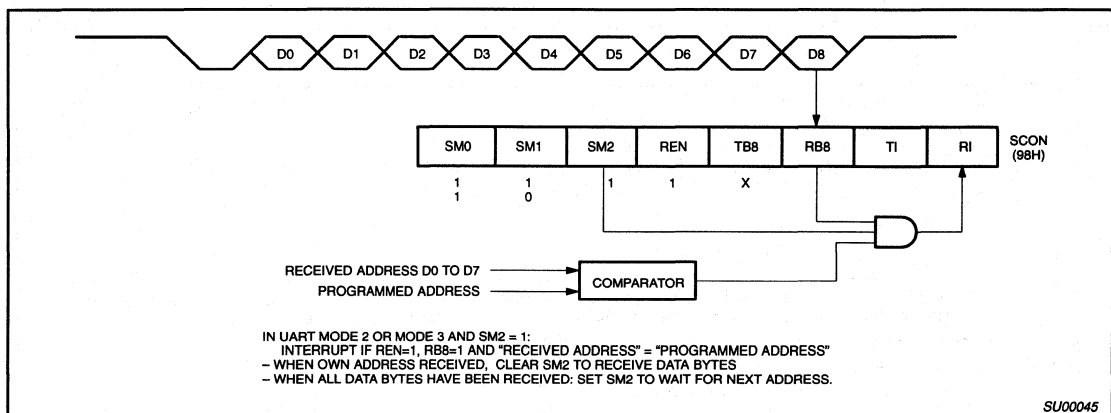 D0 D1 D2 D3 D4 D5 D6 D7 D8
SM0 SM1 SM2 REN TB8 RB8 TI RI
SCON
(98H)
1 1 1 1 X
1 0
RECEIVED ADDRESS D0 TO D7
PROGRAMMED ADDRESS
COMPARATOR
IN UART MODE 2 OR MODE 3 AND SM2 = 1:
INTERRUPT IF REN=1, RB8=1 AND “RECEIVED ADDRESS” = “PROGRAMMED ADDRESS”
– WHEN OWN ADDRESS RECEIVED, CLEAR SM2 TO RECEIVE DATA BYTES
– WHEN ALL DATA BYTES HAVE BEEN RECEIVED: SET SM2 TO WAIT FOR NEXT ADDRESS.
SU00045